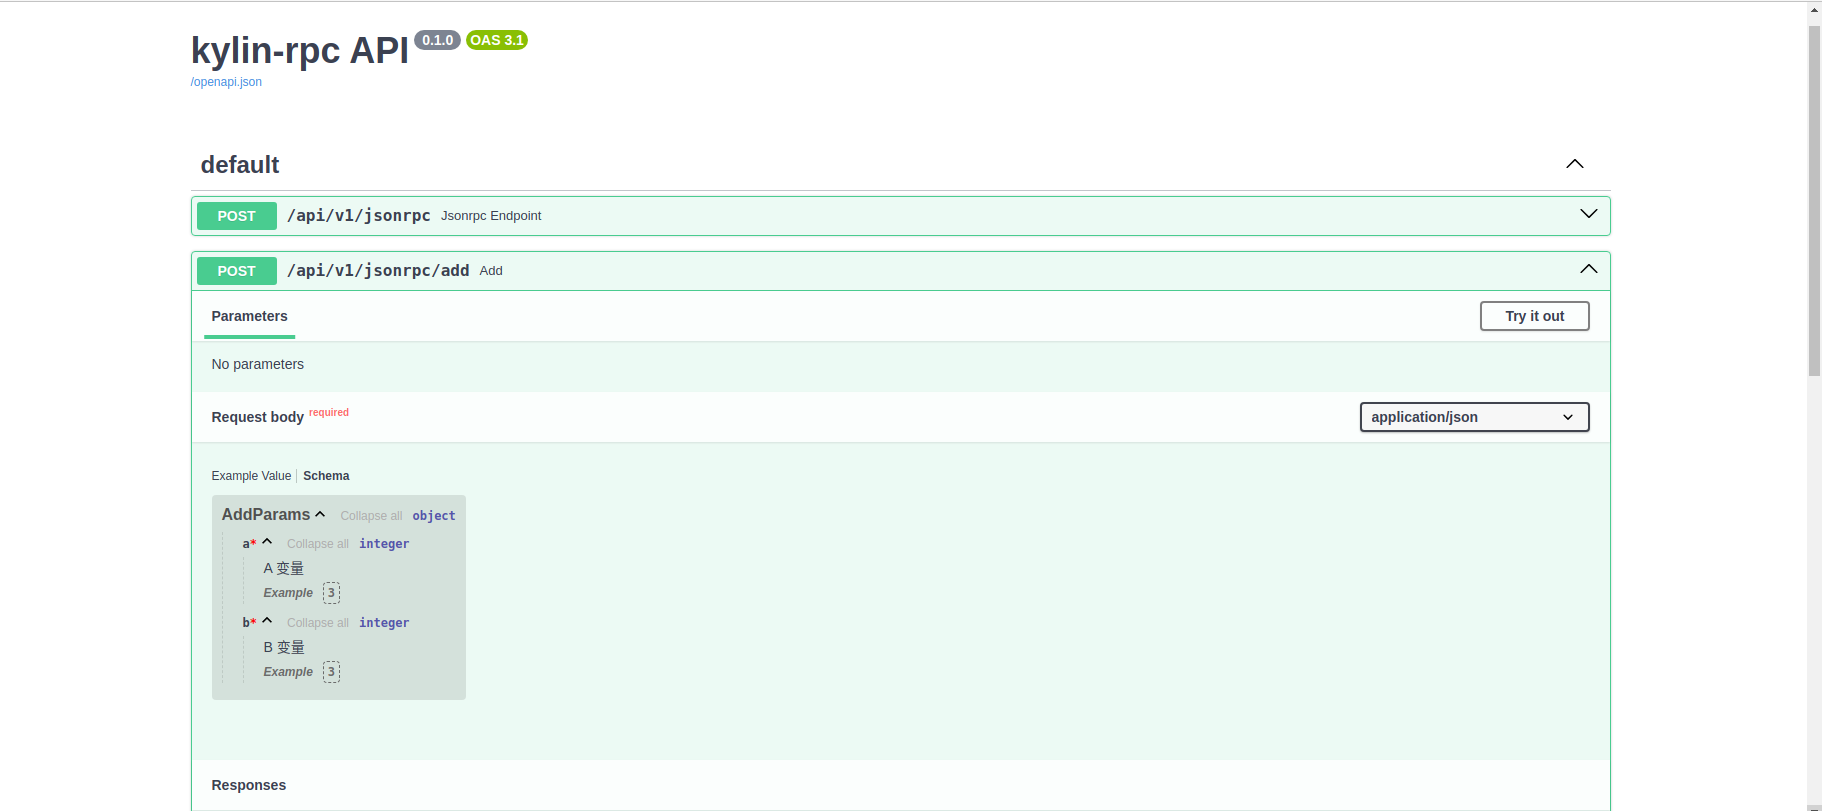 kylin-rpc API 0.1.0 OAS 3.1
/openapi.json
default
POST /api/v1/jsonrpc Jsonrpc Endpoint
POST /api/v1/jsonrpc/add Add
Parameters Try it out
No parameters
Request body required application/json
Example Value Schema
AddParams Collapse all object
a* Collapse all integer
A 变量
Example 3
b* Collapse all integer
B 变量
Example 3
Responses